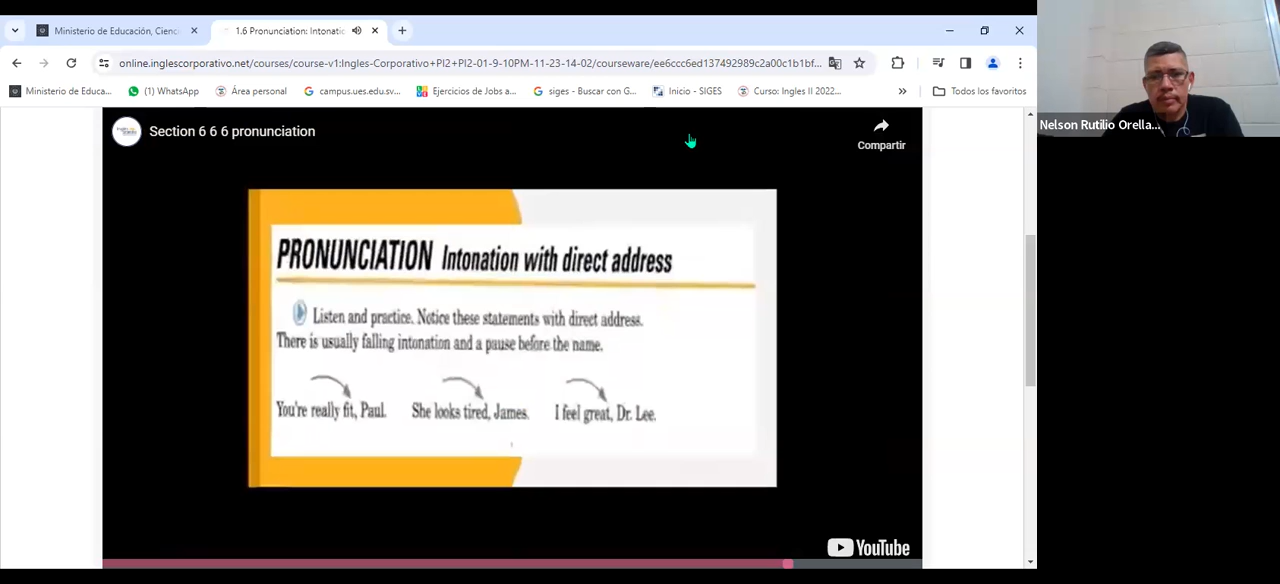 Ministerio de Educación, Cienc
1.6 Pronunciation: Intonatio
online.inglescorporativo.net/courses/course-v1:Ingles-Corporativo+PI2+PI2-01-9-10PM-11-23-14-02/courseware/ee6ccc6ed137492989c2a00c1b1bf...
Ministerio de Educa...
(1) WhatsApp
Área personal
campus.ues.edu.sv...
Ejercicio "Jobs a...
siges - Buscar con G...
Inicio - SIGES
Curso: Ingles II 2022...
Todos los favoritos
Section 6 6 6 pronunciation
Compartir
Nelson Rutilio Orella...
PRONUNCIATION Intonation with direct address
Listen and practice. Notice these statements with direct address.
There is usually falling intonation and a pause before the name.
You're really fit, Paul. She looks tired, James. I feel great, Dr. Lee.
YouTube